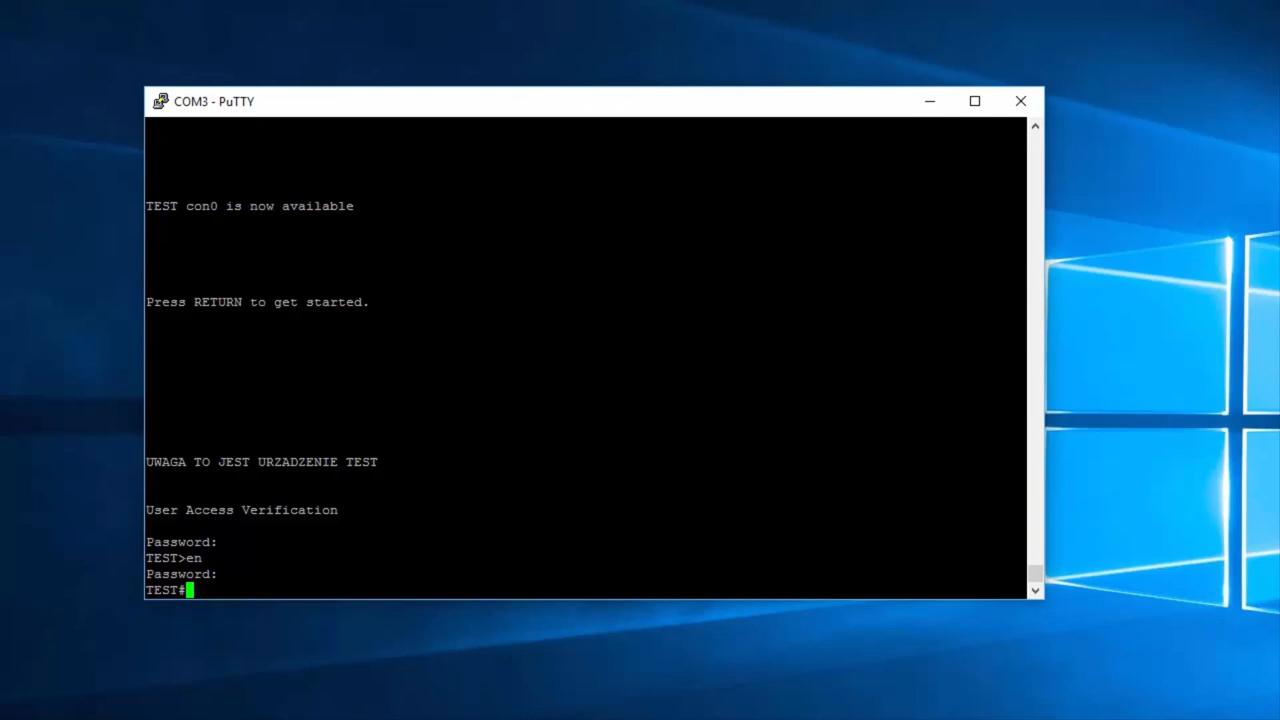 COM3 - PuTTY
TEST con0 is now available
Press RETURN to get started.
UWAGA TO JEST URZADZENIE TEST
User Access Verification
Password:
TEST>en
Password:
TEST#